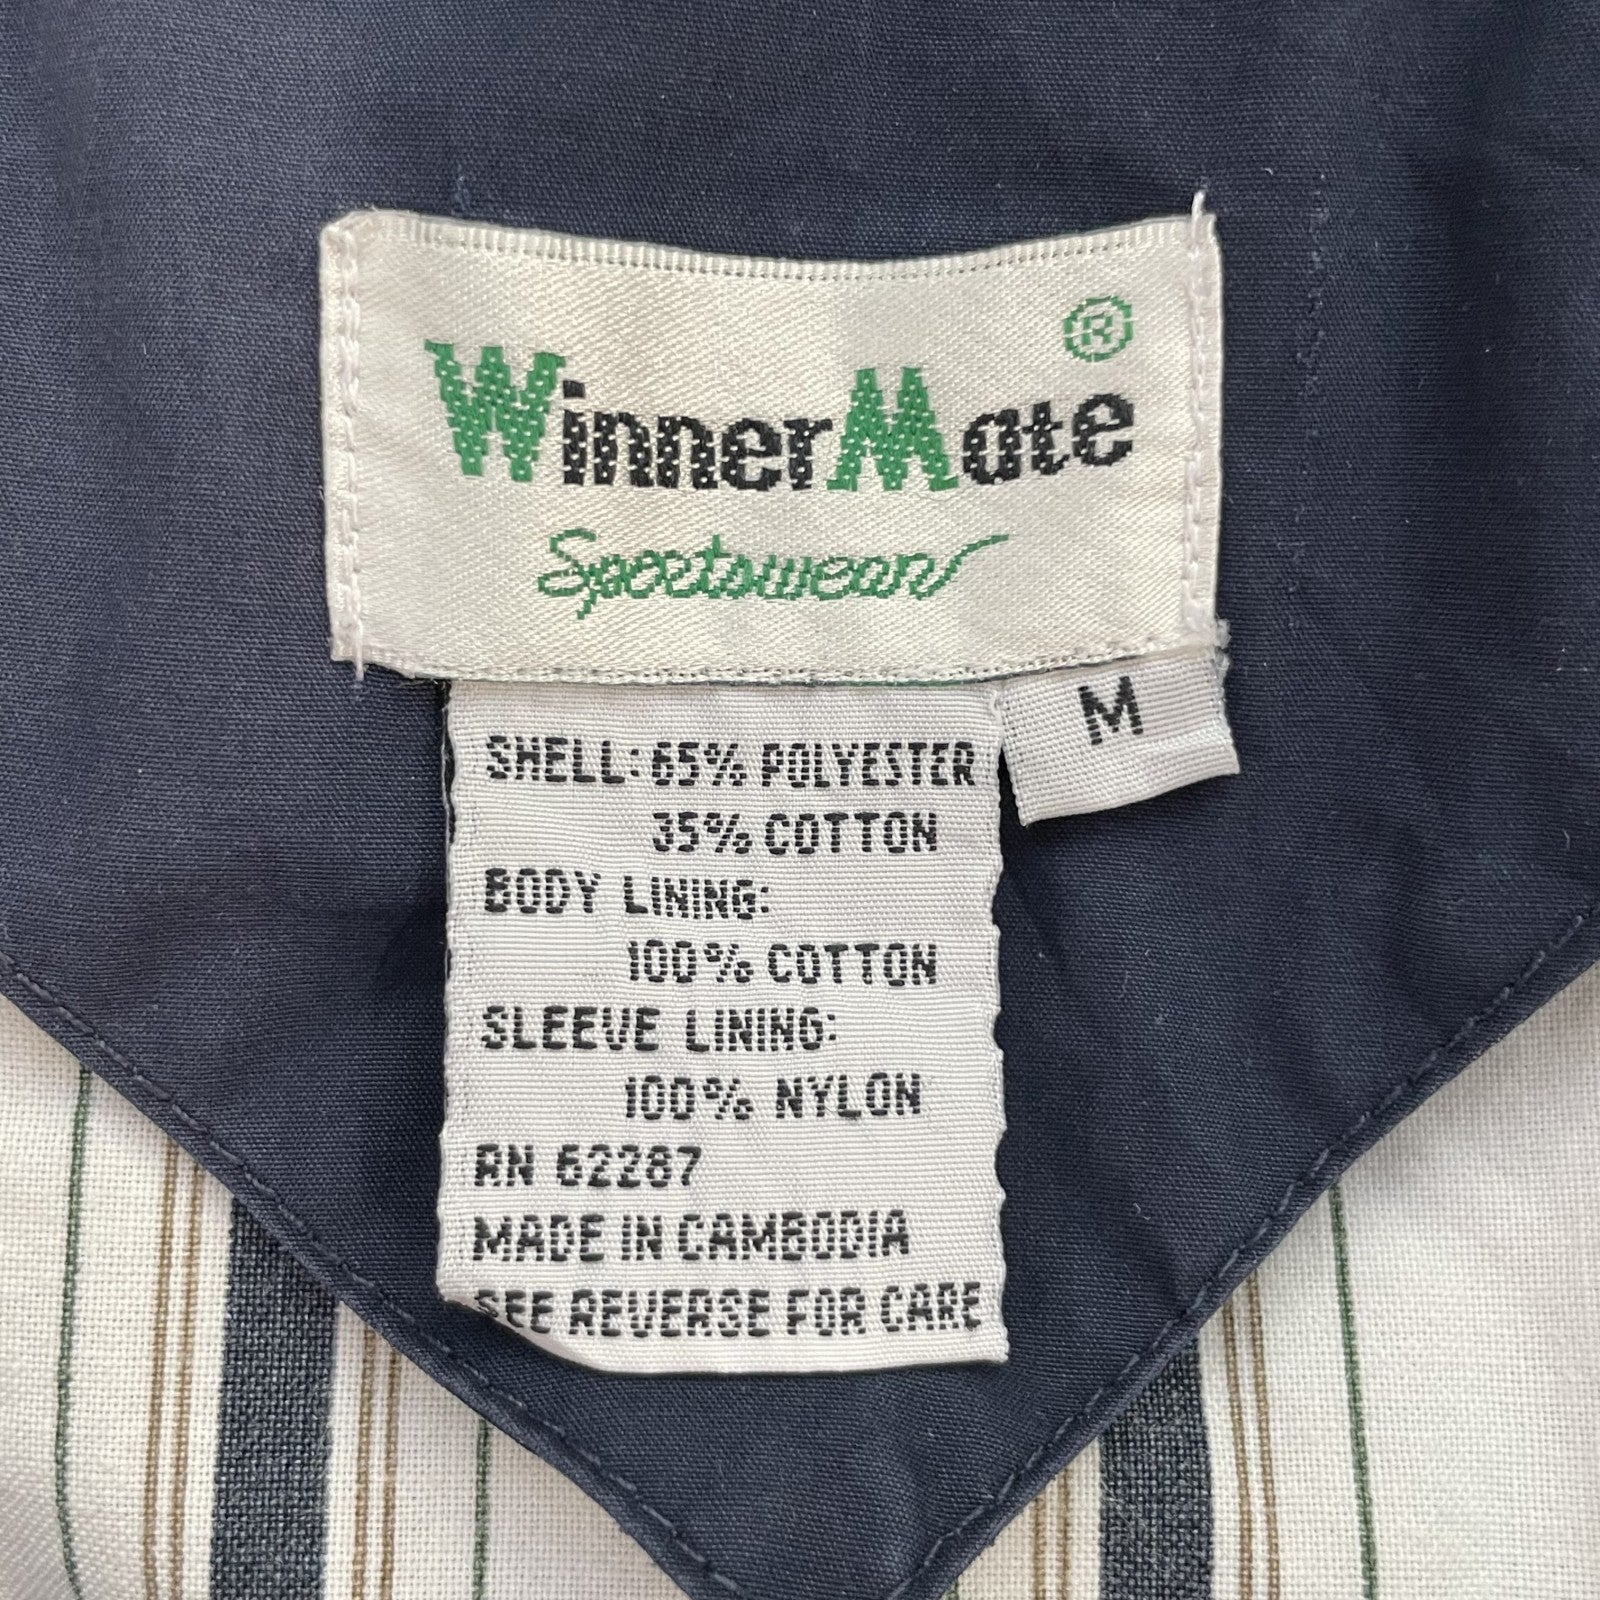 WinnerMate ®
Sportswear
M
SHELL: 65% POLYESTER
35% COTTON
BODY LINING:
100% COTTON
SLEEVE LINING:
100% NYLON
RN 62287
MADE IN CAMBODIA
SEE REVERSE FOR CARE